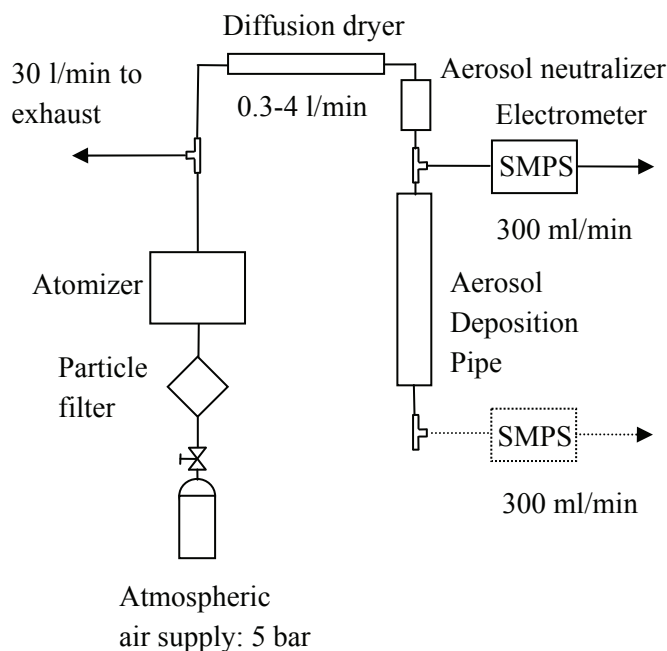 Diffusion dryer
30 l/min to
exhaust
0.3-4 l/min
Aerosol neutralizer
Electrometer
SMPS
300 ml/min
Atomizer
Aerosol
Deposition
Pipe
Particle
filter
SMPS
300 ml/min
Atmospheric
air supply: 5 bar